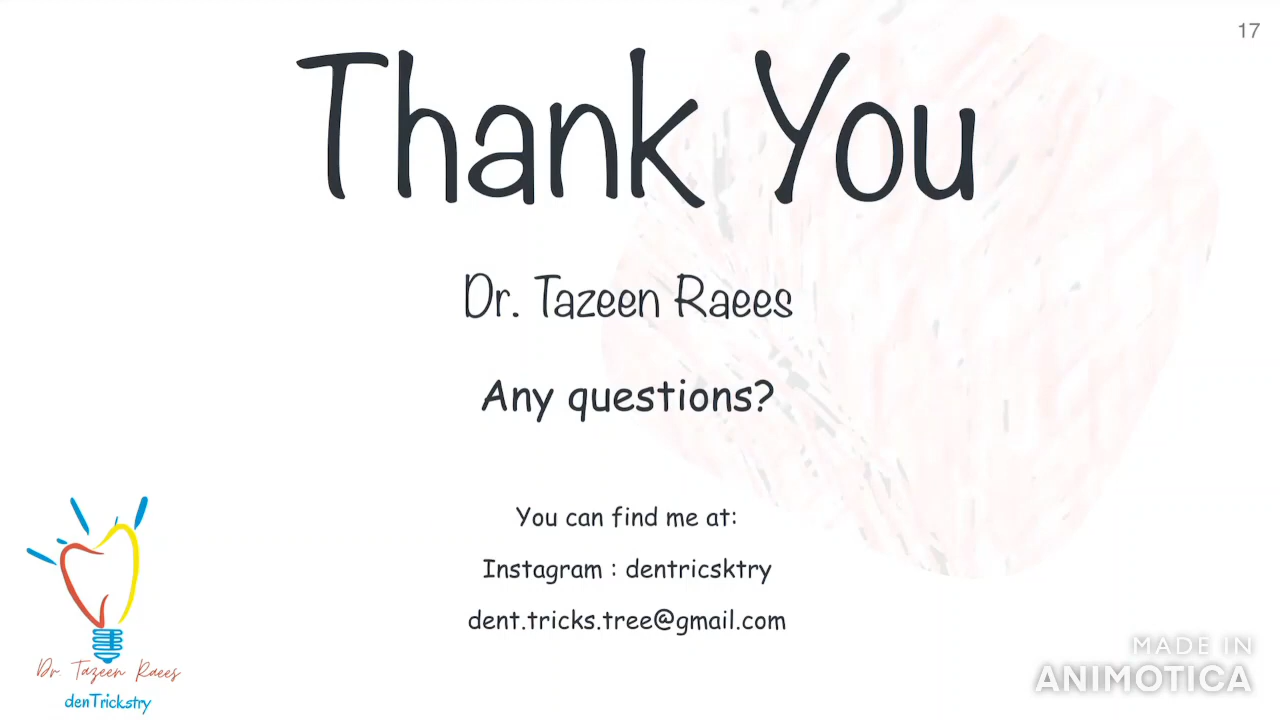 17
Thank You
Dr. Tazeen Raees
Any questions?
You can find me at:
Instagram : dentricsktry
dent.tricks.tree@gmail.com
Dr. Tazeen Raees
denTrickstry
MADE IN
ANIMOTICA